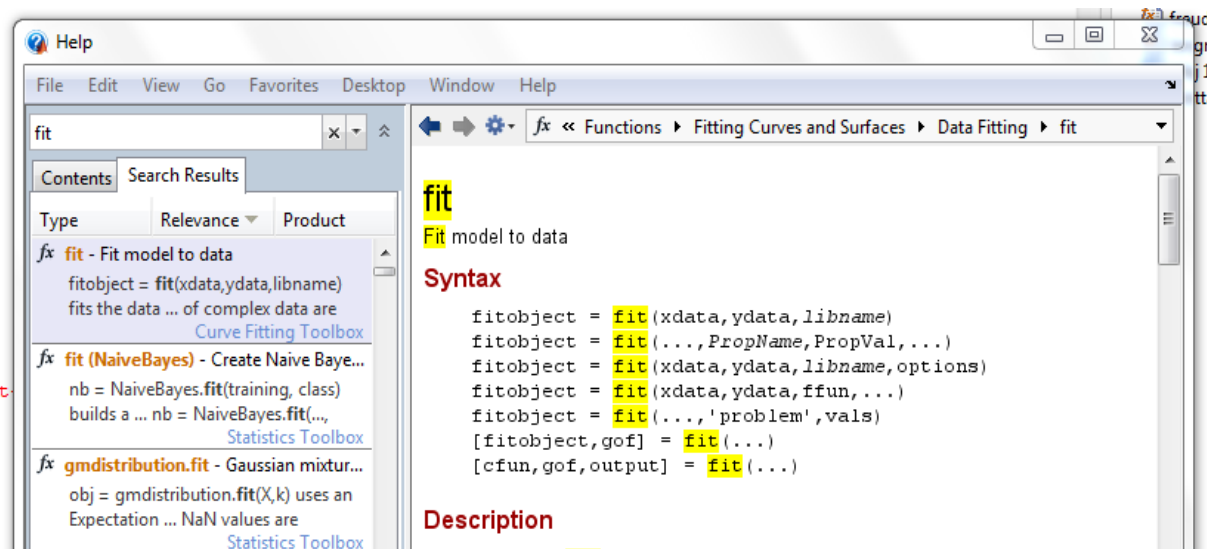 Help
File Edit View Go Favorites Desktop Window Help
fit
Contents Search Results
Type Relevance Product
fx fit - Fit model to data
fitobject = fit(xdata,ydata,libname)
fits the data ... of complex data are
Curve Fitting Toolbox
fx fit (NaiveBayes) - Create Naive Baye...
nb = NaiveBayes.fit(training, class)
builds a ... nb = NaiveBayes.fit(...,
Statistics Toolbox
fx gmdistribution.fit - Gaussian mixtur...
obj = gmdistribution.fit(X,k) uses an
Expectation ... NaN values are
Statistics Toolbox
fx « Functions ▸ Fitting Curves and Surfaces ▸ Data Fitting ▸ fit
fit
Fit model to data
Syntax
fitobject = fit(xdata,ydata,libname)
fitobject = fit(...,PropName,PropVal,...)
fitobject = fit(xdata,ydata,libname,options)
fitobject = fit(xdata,ydata,ffun,...)
fitobject = fit(...,'problem',vals)
[fitobject,gof] = fit(...)
[cfun,gof,output] = fit(...)
Description